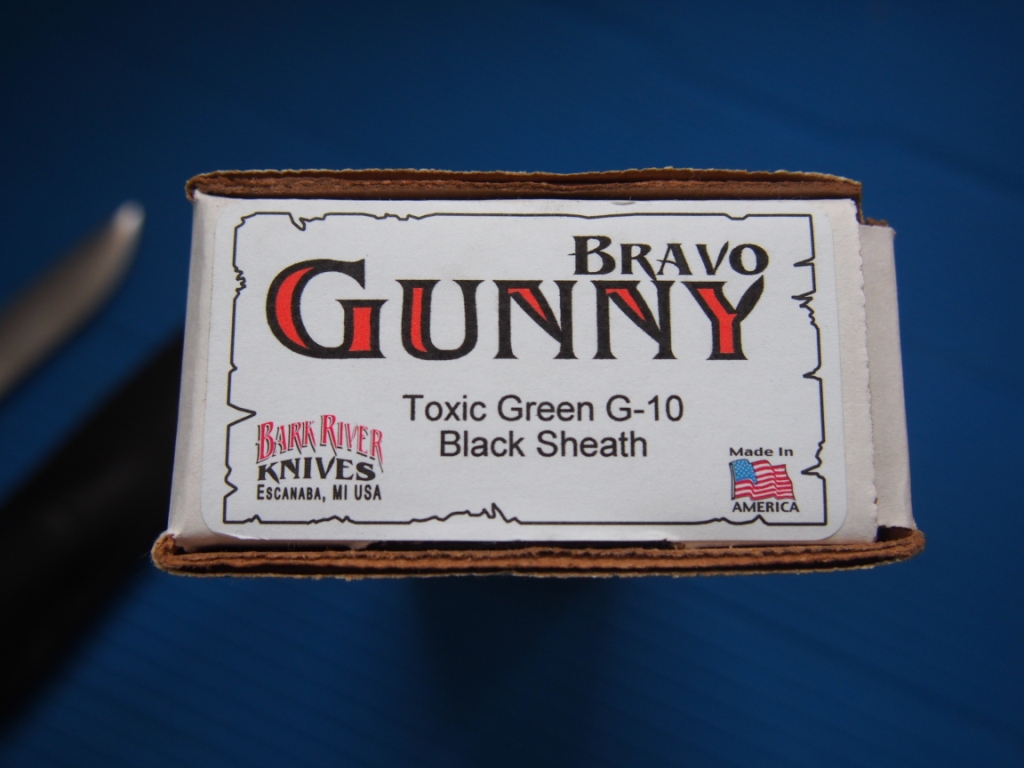 BRAVO
GUNNY
Toxic Green G-10
Black Sheath
BARK RIVER
KNIVES
ESCANABA, MI USA
Made In
AMERICA